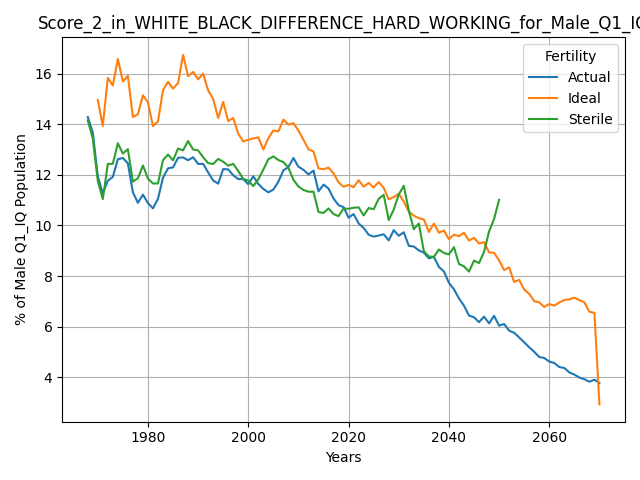 Score_2_in_WHITE_BLACK_DIFFERENCE_HARD_WORKING_for_Male_Q1_IQ
Fertility
Actual
Ideal
Sterile
% of Male Q1_IQ Population
16
14
12
10
8
6
4
1980 2000 2020 2040 2060
Years